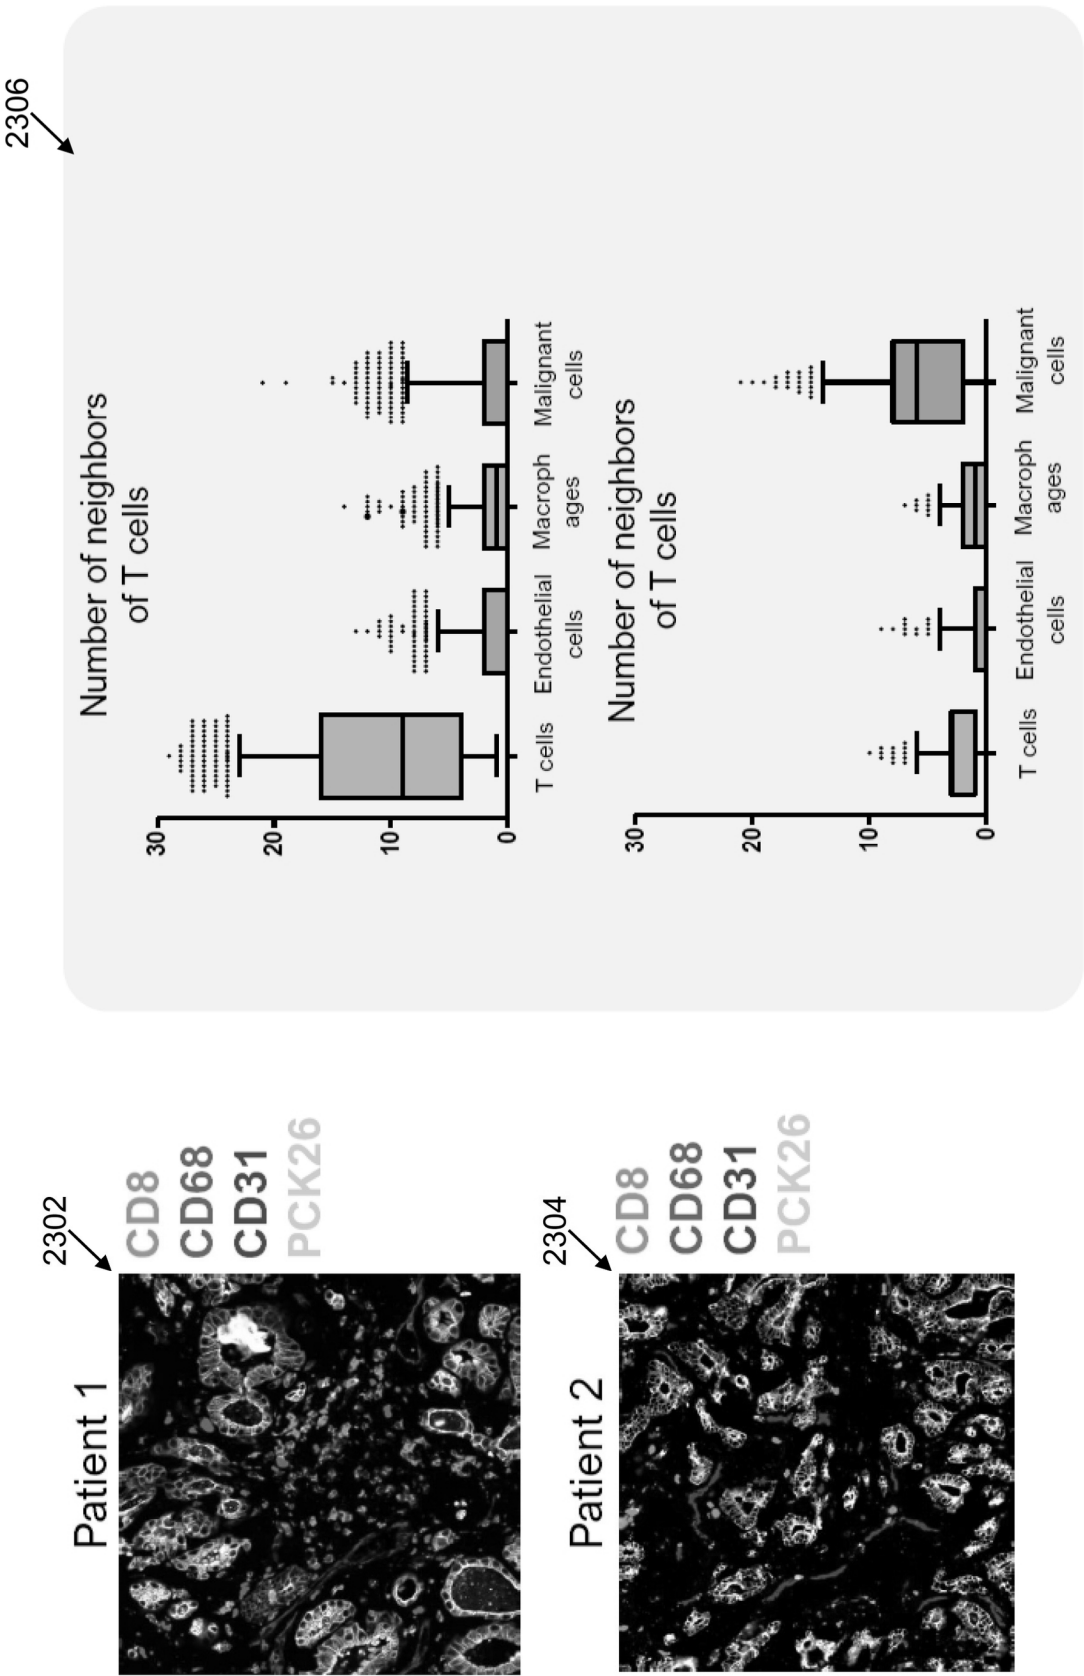 Patient 1
2302
CD8
CD68
CD31
PCK26
2306
Number of neighbors
of T cells
30
20
10
0
T cells
Endothelial
cells
Macroph
ages
Malignant
cells
Patient 2
2304
CD8
CD68
CD31
PCK26
Number of neighbors
of T cells
30
20
10
0
T cells
Endothelial
cells
Macroph
ages
Malignant
cells